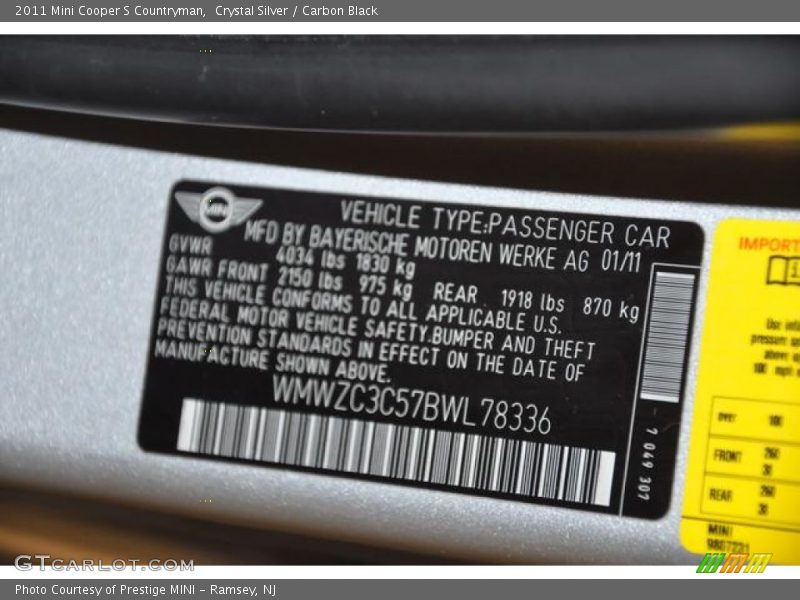 2011 Mini Cooper S Countryman, Crystal Silver / Carbon Black
MINI
VEHICLE TYPE:PASSENGER CAR
MFD BY BAYERISCHE MOTOREN WERKE AG 01/11
GVWR 4034 lbs 1830 kg
GAWR FRONT 2150 lbs 975 kg REAR 1918 lbs 870 kg
THIS VEHICLE CONFORMS TO ALL APPLICABLE U.S.
FEDERAL MOTOR VEHICLE SAFETY.BUMPER AND THEFT
PREVENTION STANDARDS IN EFFECT ON THE DATE OF
MANUFACTURE SHOWN ABOVE.
WMWZC3C57BWL78336
- 7 049 307
IMPORT
FRONT 260
REAR 260
MINI
GTCARLOT.COM
Photo Courtesy of Prestige MINI - Ramsey, NJ